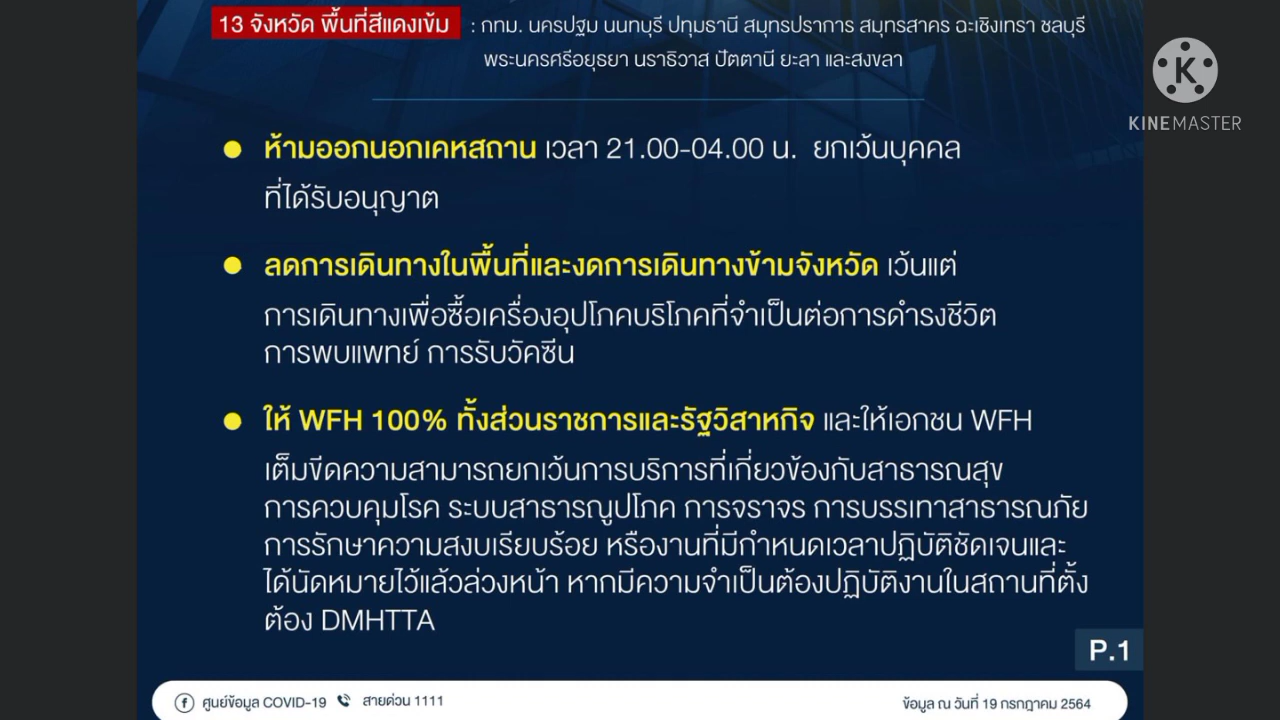 13 จังหวัด พื้นที่สีแดงเข้ม : กทม. นครปฐม นนทบุรี ปทุมธานี สมุทรปราการ สมุทรสาคร ฉะเชิงเทรา ชลบุรี
พระนครศรีอยุธยา นราธิวาส ปัตตานี ยะลา และสงขลา
K
KINEMASTER
ห้ามออกนอกเคหสถาน เวลา 21.00-04.00 น. ยกเว้นบุคคล
ที่ได้รับอนุญาต
ลดการเดินทางในพื้นที่และงดการเดินทางข้ามจังหวัด เว้นแต่
การเดินทางเพื่อซื้อเครื่องอุปโภคบริโภคที่จำเป็นต่อการดำรงชีวิต
การพบแพทย์ การรับวัคซีน
ให้ WFH 100% ทั้งส่วนราชการและรัฐวิสาหกิจ และให้เอกชน WFH
เต็มขีดความสามารถยกเว้นการบริการที่เกี่ยวข้องกับสาธารณสุข
การควบคุมโรค ระบบสาธารณูปโภค การจราจร การบรรเทาสาธารณภัย
การรักษาความสงบเรียบร้อย หรืองานที่มีกำหนดเวลาปฏิบัติชัดเจนและ
ได้นัดหมายไว้แล้วล่วงหน้า หากมีความจำเป็นต้องปฏิบัติงานในสถานที่ตั้ง
ต้อง DMHTTA
P.1
ศูนย์ข้อมูล COVID-19 สายด่วน 1111 ข้อมูล ณ วันที่ 19 กรกฎาคม 2564